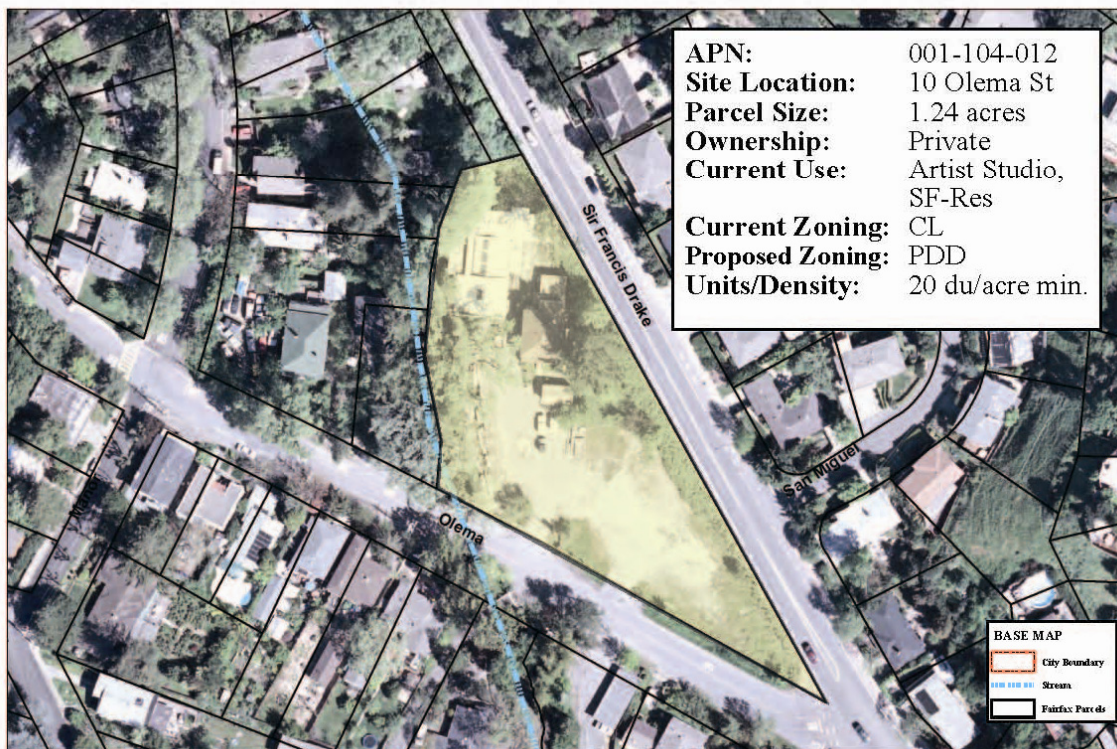 APN: 001-104-012
Site Location: 10 Olema St
Parcel Size: 1.24 acres
Ownership: Private
Current Use: Artist Studio,
SF-Res
Current Zoning: CL
Proposed Zoning: PDD
Units/Density: 20 du/acre min.
Sir Francis Drake
San Miguel
Olema
BASE MAP
City Boundary
Stream
Fairfax Parcels